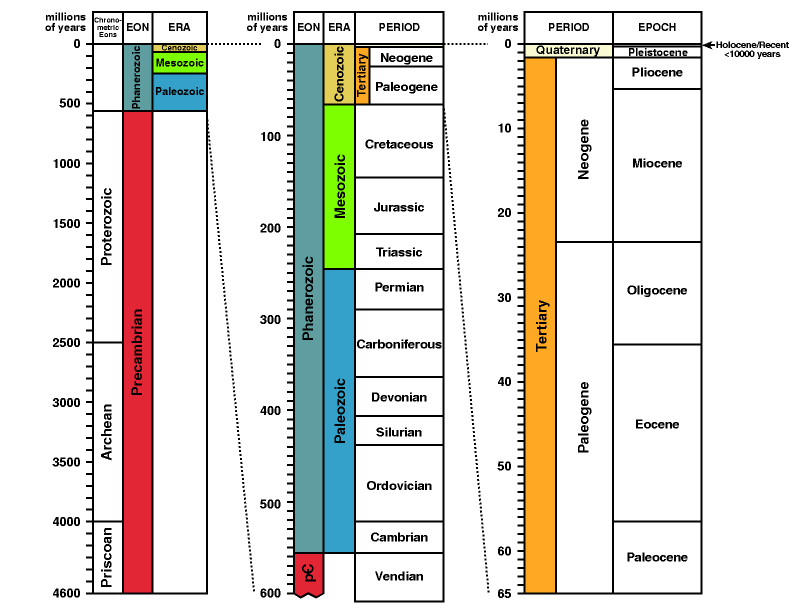 millions
of years
Chrono-
metric
Eons
EON
ERA
0
500
1000
1500
2000
2500
3000
3500
4000
4600
Proterozoic
Archean
Priscoan
Phanerozoic
Precambrian
Cenozoic
Mesozoic
Paleozoic
millions
of years
EON
ERA
PERIOD
0
100
200
300
400
500
600
Phanerozoic
p€
Cenozoic
Mesozoic
Paleozoic
Tertiary
Neogene
Paleogene
Cretaceous
Jurassic
Triassic
Permian
Carboniferous
Devonian
Silurian
Ordovician
Cambrian
Vendian
millions
of years
PERIOD
EPOCH
0
10
20
30
40
50
60
65
Quaternary
Tertiary
Neogene
Paleogene
Pleistocene
Pliocene
Miocene
Oligocene
Eocene
Paleocene
Holocene/Recent
<10000 years